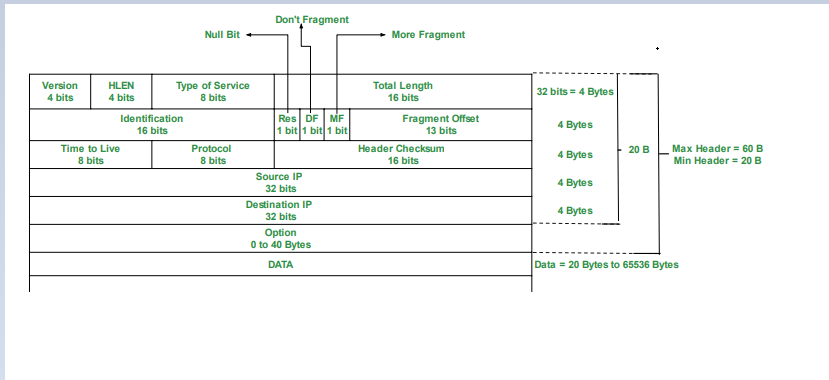 Don't Fragment
Null Bit
More Fragment
Version
4 bits
HLEN
4 bits
Type of Service
8 bits
Total Length
16 bits
32 bits = 4 Bytes
Identification
16 bits
Res
1 bit
DF
1 bit
MF
1 bit
Fragment Offset
13 bits
4 Bytes
Time to Live
8 bits
Protocol
8 bits
Header Checksum
16 bits
4 Bytes
20 B
Max Header = 60 B
Min Header = 20 B
Source IP
32 bits
4 Bytes
Destination IP
32 bits
4 Bytes
Option
0 to 40 Bytes
DATA
Data = 20 Bytes to 65536 Bytes